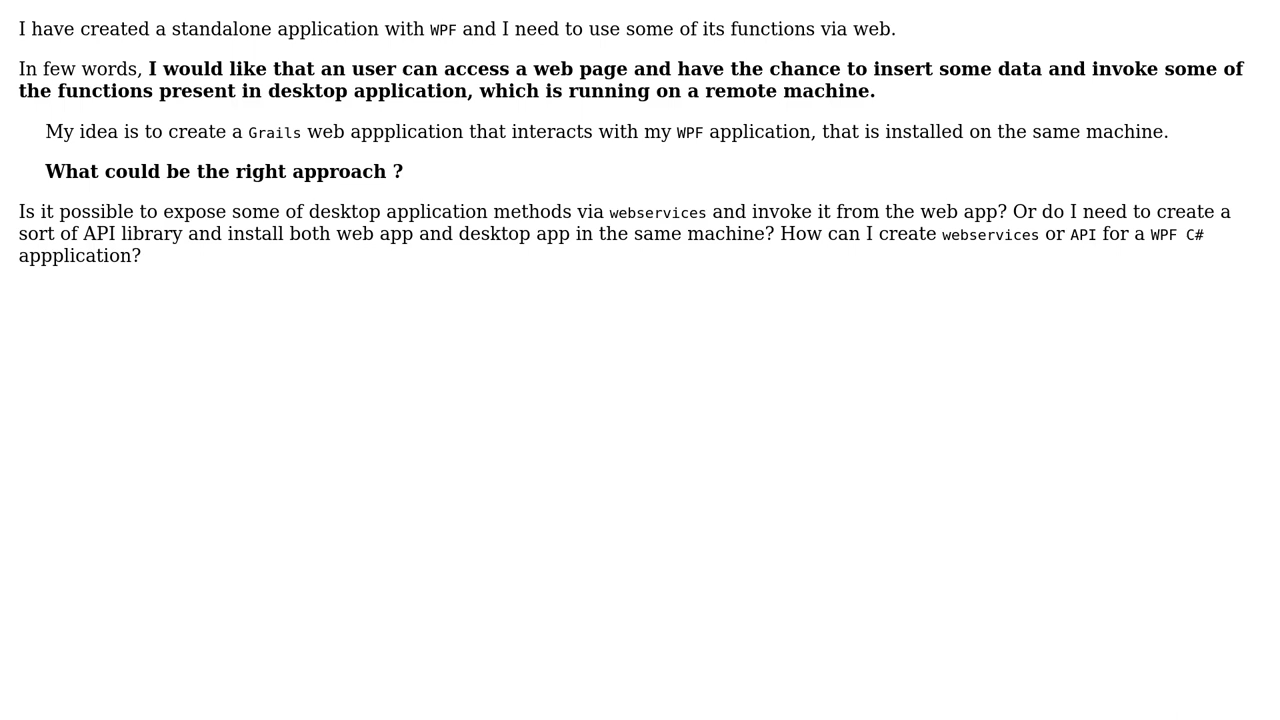 I have created a standalone application with WPF and I need to use some of its functions via web.
In few words, I would like that an user can access a web page and have the chance to insert some data and invoke some of
the functions present in desktop application, which is running on a remote machine.
My idea is to create a Grails web appplication that interacts with my WPF application, that is installed on the same machine.
What could be the right approach ?
Is it possible to expose some of desktop application methods via webservices and invoke it from the web app? Or do I need to create a
sort of API library and install both web app and desktop app in the same machine? How can I create webservices or API for a WPF C#
appplication?